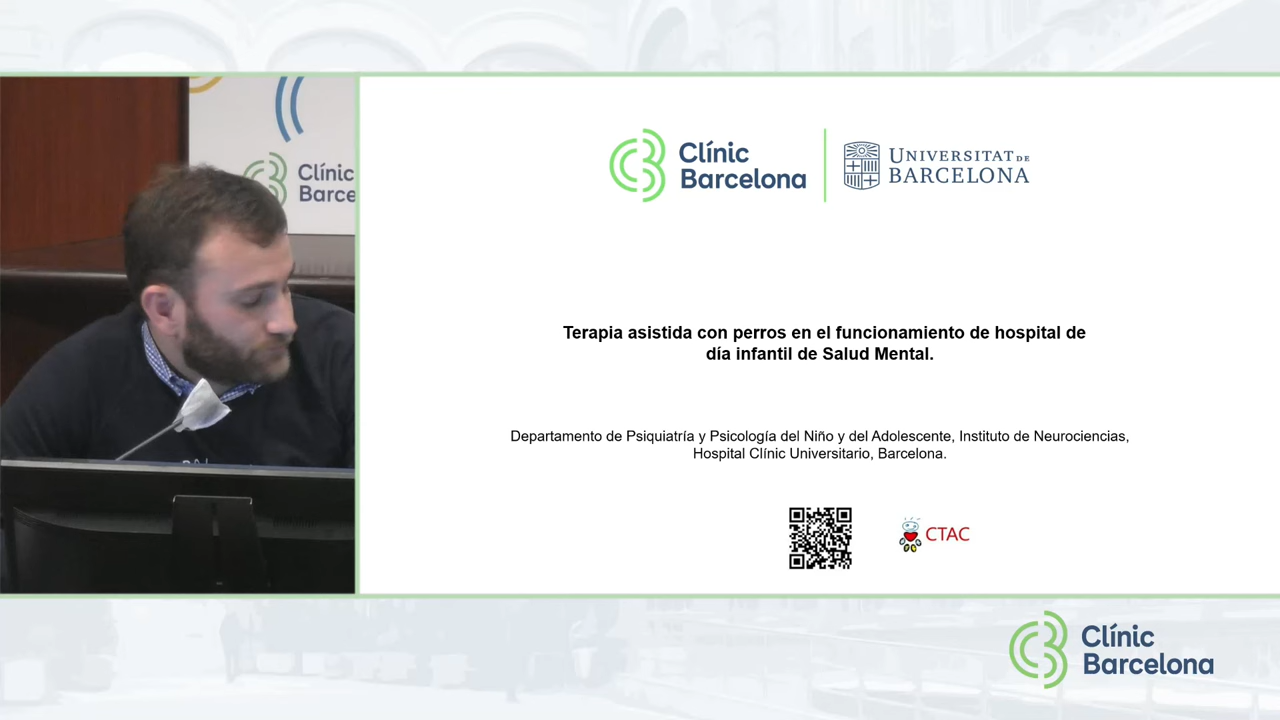 Clínic
Barce
Clínic
Barcelona
UNIVERSITAT DE
BARCELONA
Terapia asistida con perros en el funcionamiento de hospital de
día infantil de Salud Mental.
Departamento de Psiquiatría y Psicología del Niño y del Adolescente, Instituto de Neurociencias,
Hospital Clínic Universitario, Barcelona.
CTAC
Clínic
Barcelona